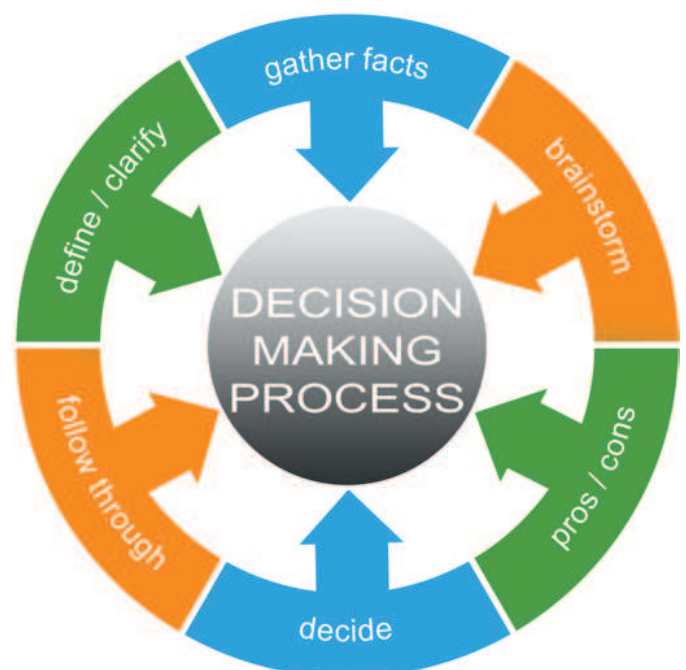 gather facts
brainstorm
pros / cons
decide
follow through
define / clarify
DECISION
MAKING
PROCESS